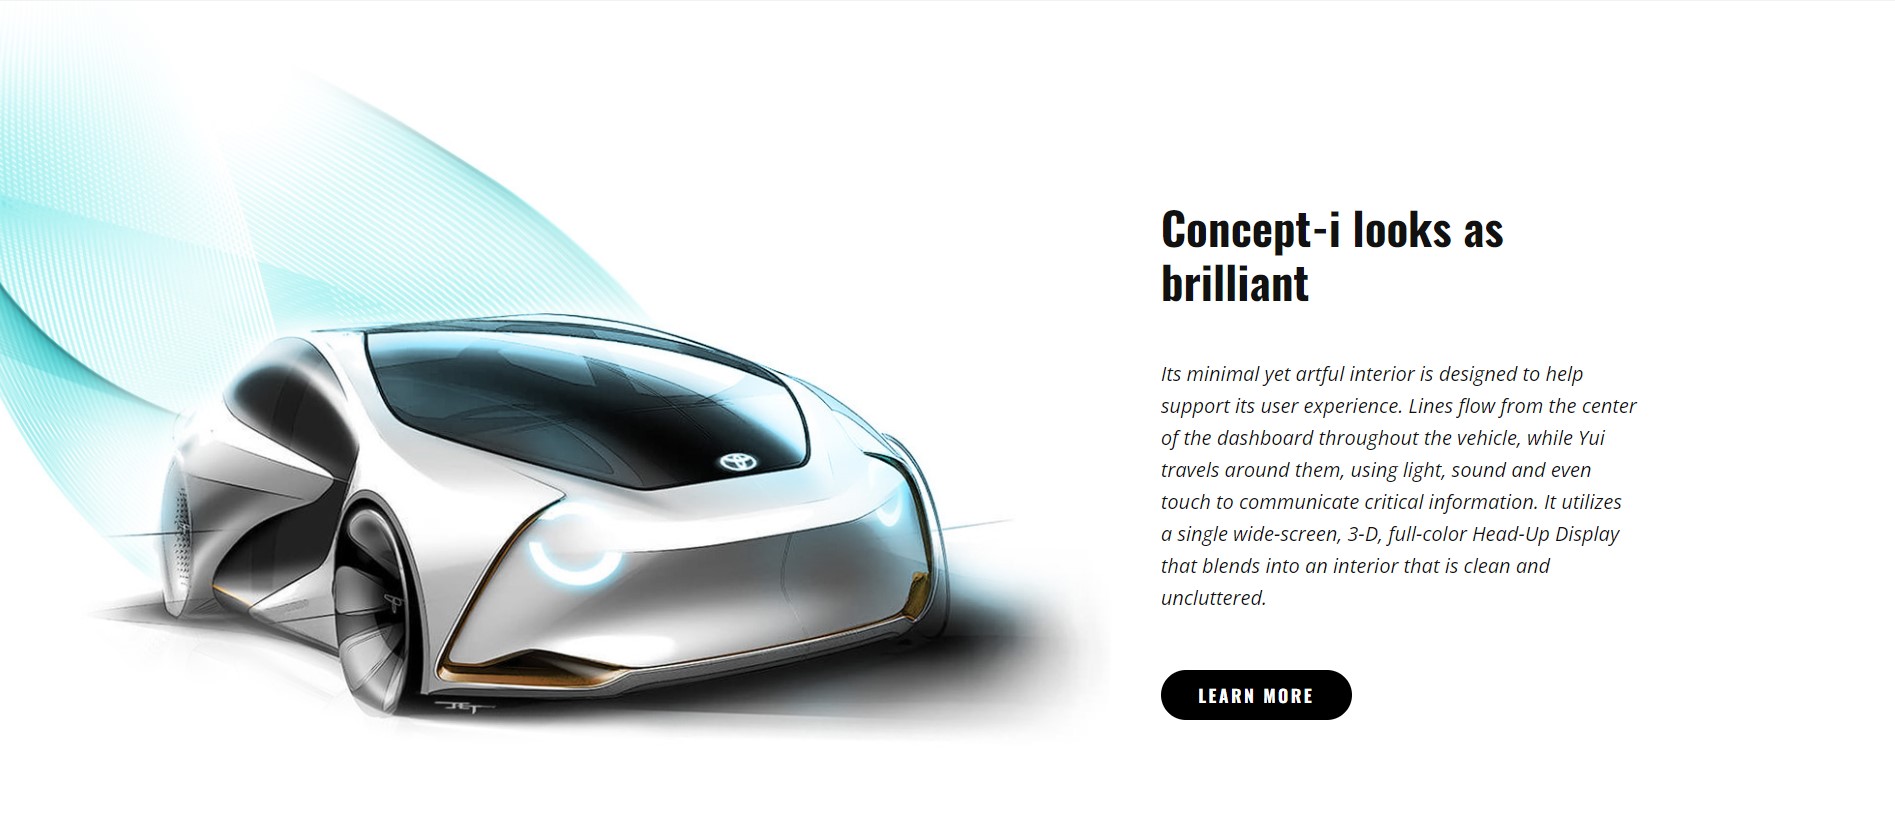 Concept-i looks as
brilliant
Its minimal yet artful interior is designed to help
support its user experience. Lines flow from the center
of the dashboard throughout the vehicle, while Yui
travels around them, using light, sound and even
touch to communicate critical information. It utilizes
a single wide-screen, 3-D, full-color Head-Up Display
that blends into an interior that is clean and
uncluttered.
LEARN MORE